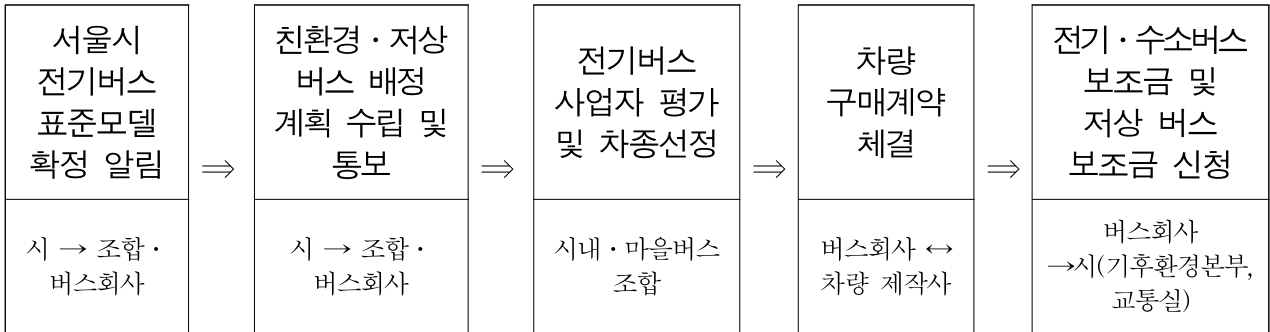 서울시
전기버스
표준모델
확정 알림
시 → 조합·
버스회사
⇒
친환경·저상
버스 배정
계획 수립 및
통보
시 → 조합·
버스회사
⇒
전기버스
사업자 평가
및 차종선정
시내·마을버스
조합
⇒
차량
구매계약
체결
버스회사 ↔
차량 제작사
⇒
전기·수소버스
보조금 및
저상 버스
보조금 신청
버스회사
→시(기후환경본부,
교통실)